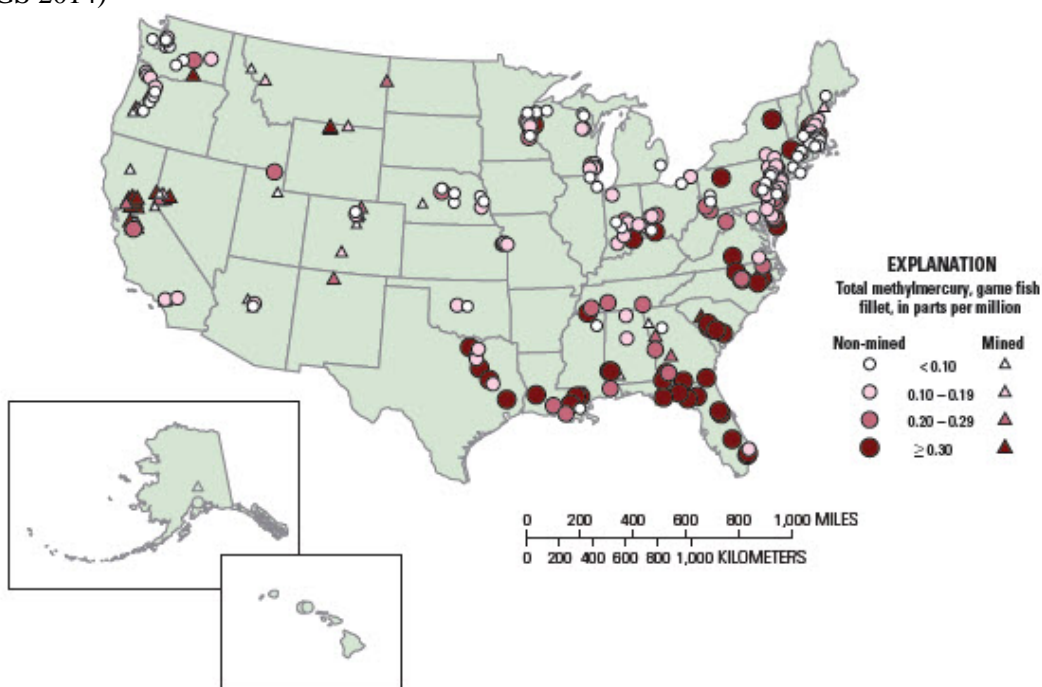 GS 2014)
EXPLANATION
Total methylmercury, game fish
fillet, in parts per million
Non-mined Mined
< 0.10
0.10 – 0.19
0.20 – 0.29
≥ 0.30
0 200 400 600 800 1,000 MILES
0 200 400 600 800 1,000 KILOMETERS